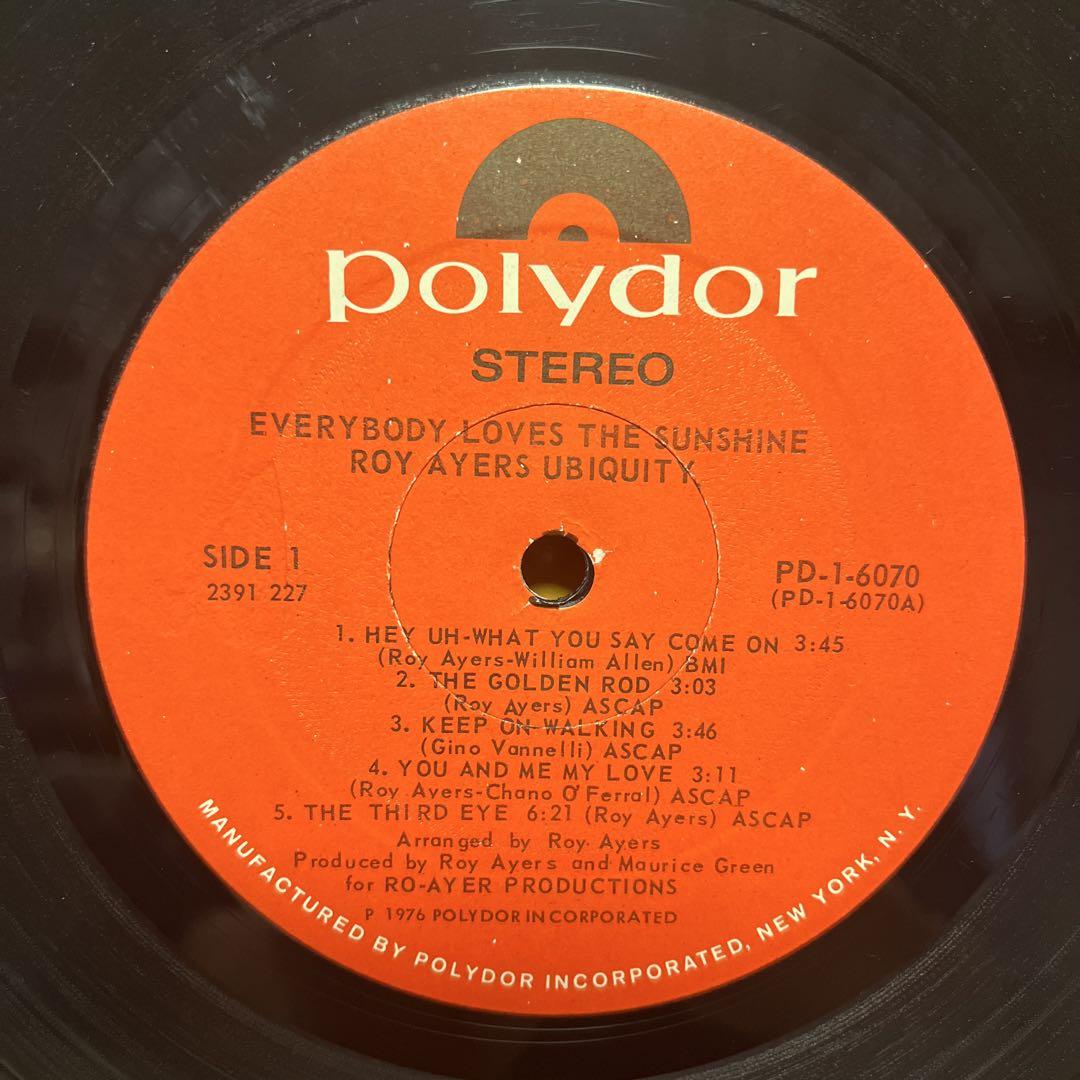 polydor
STEREO
EVERYBODY LOVES THE SUNSHINE
ROY AYERS UBIQUITY
SIDE 1
2391 227
PD-1-6070
(PD-1-6070A)
1. HEY UH-WHAT YOU SAY COME ON 3:45
(Roy Ayers-William Allen) BMI
2. THE GOLDEN ROD 3:03
(Roy Ayers) ASCAP
3. KEEP ON WALKING 3:46
(Gino Vannelli) ASCAP
4. YOU AND ME MY LOVE 3:11
(Roy Ayers-Chano O'Ferral) ASCAP
5. THE THIRD EYE 6:21 (Roy Ayers) ASCAP
Arranged by Roy Ayers
Produced by Roy Ayers and Maurice Green
for RO-AYER PRODUCTIONS
P 1976 POLYDOR INCORPORATED
MANUFACTURED BY POLYDOR INCORPORATED, NEW YORK, N.Y.